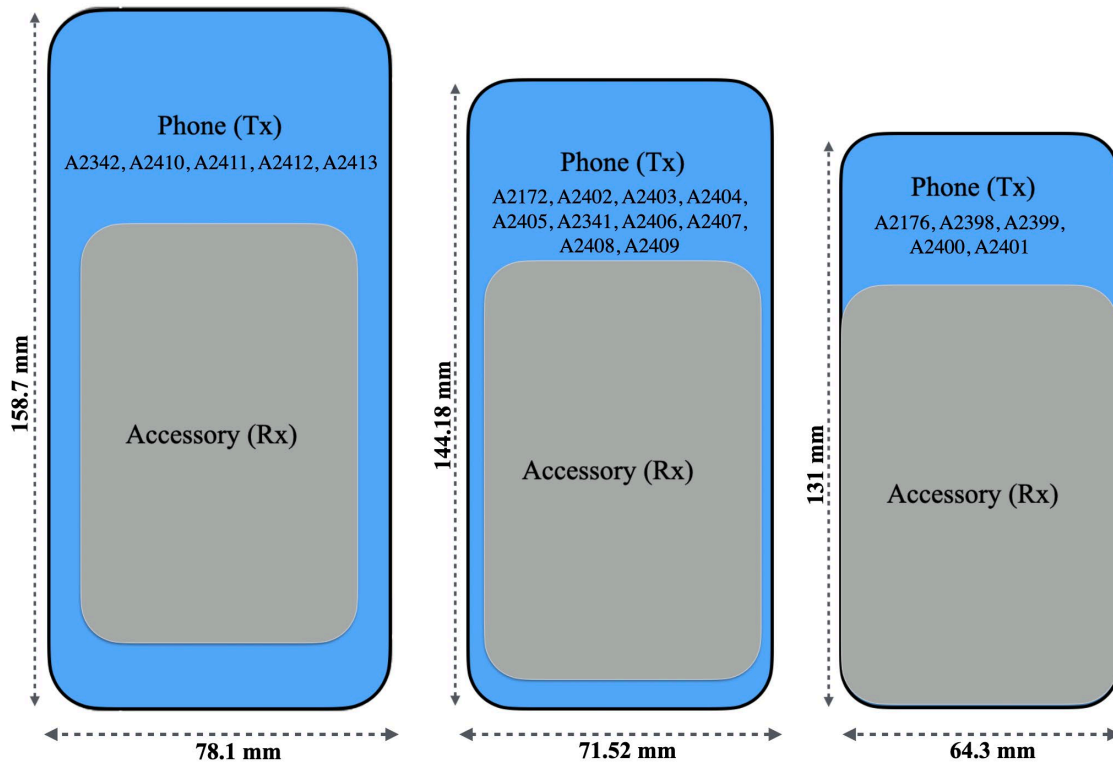 Phone (Tx)
A2342, A2410, A2411, A2412, A2413
Accessory (Rx)
158.7 mm
78.1 mm
Phone (Tx)
A2172, A2402, A2403, A2404,
A2405, A2341, A2406, A2407,
A2408, A2409
Accessory (Rx)
144.18 mm
71.52 mm
Phone (Tx)
A2176, A2398, A2399,
A2400, A2401
Accessory (Rx)
131 mm
64.3 mm